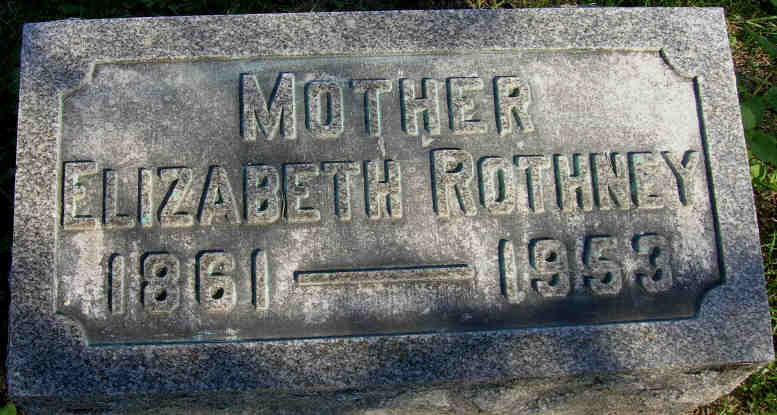 MOTHER
ELIZABETH ROTHNEY
1861 — 1953